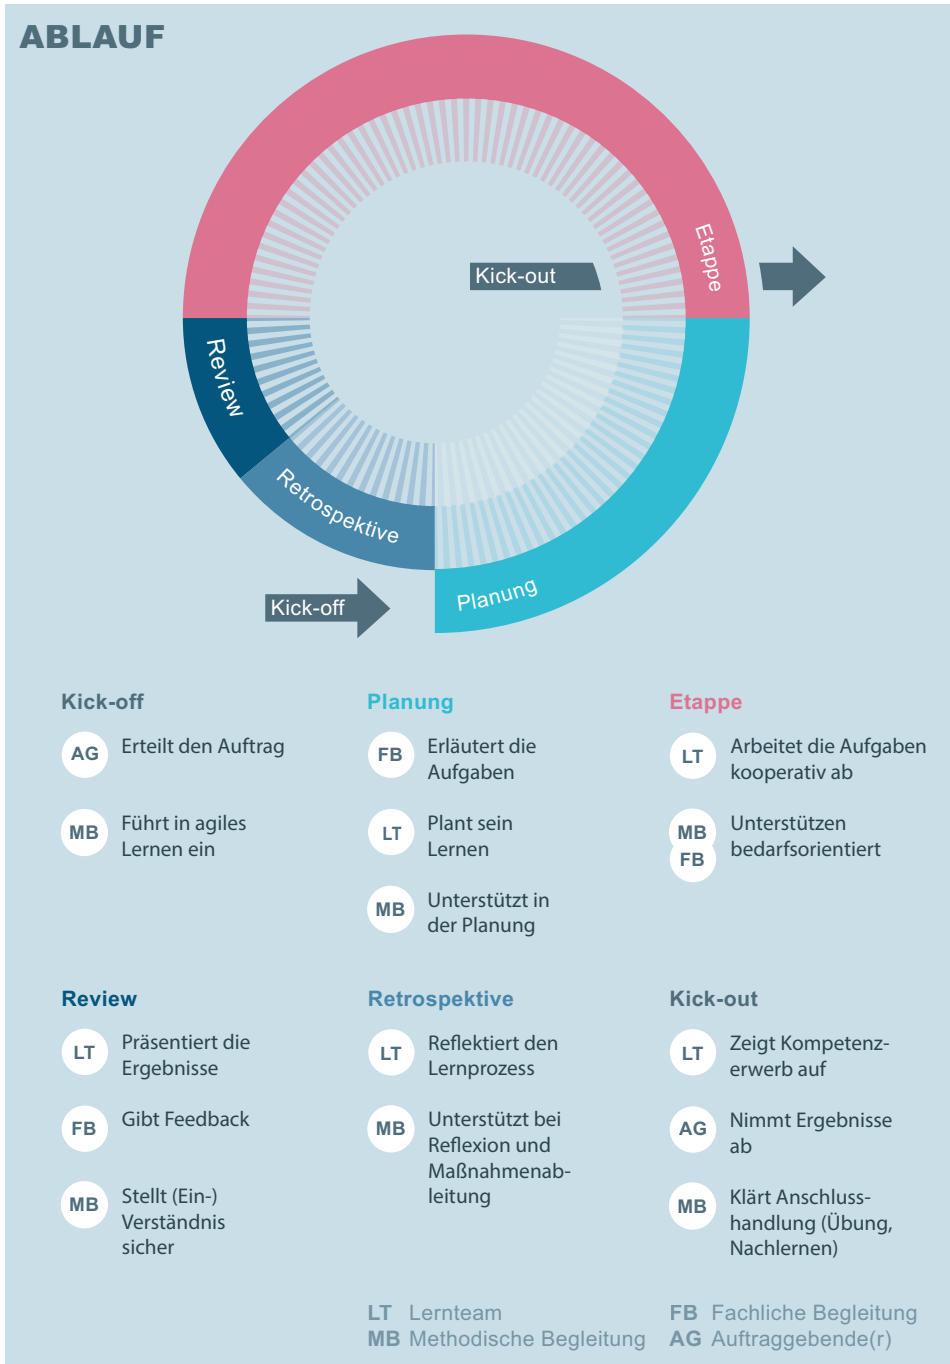 ABLAUF
Etappe
Kick-out
Review
Retrospektive
Kick-off
Planung
Kick-off
AG Erteilt den Auftrag
MB Führt in agiles
Lernen ein
Planung
FB Erläutert die
Aufgaben
LT Plant sein
Lernen
MB Unterstützt in
der Planung
Etappe
LT Arbeitet die Aufgaben
kooperativ ab
MB Unterstützen
FB bedarfsorientiert
Review
LT Präsentiert die
Ergebnisse
FB Gibt Feedback
MB Stellt (Ein-)
Verständnis
sicher
Retrospektive
LT Reflektiert den
Lernprozess
MB Unterstützt bei
Reflexion und
Maßnahmenab-
leitung
Kick-out
LT Zeigt Kompetenz-
erwerb auf
AG Nimmt Ergebnisse
ab
MB Klärt Anschluss-
handlung (Übung,
Nachlernen)
LT Lernteam
MB Methodische Begleitung
FB Fachliche Begleitung
AG Auftraggebende(r)